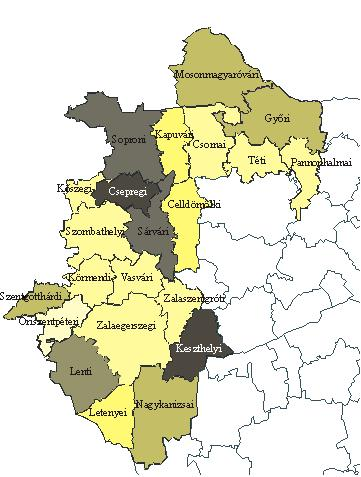 Mosonmagyaróvári
Győri
Soproni
Kapuvári
Csornai
Téti
Pannonhalmai
Kőszegi
Csepregi
Celldömölki
Szombathelyi
Sárvári
Körmendi
Vasvári
Szentgotthárdi
Zalaszentgróti
Őriszentpéteri
Zalaegerszegi
Keszthelyi
Lenti
Letenyei
Nagykanizsai